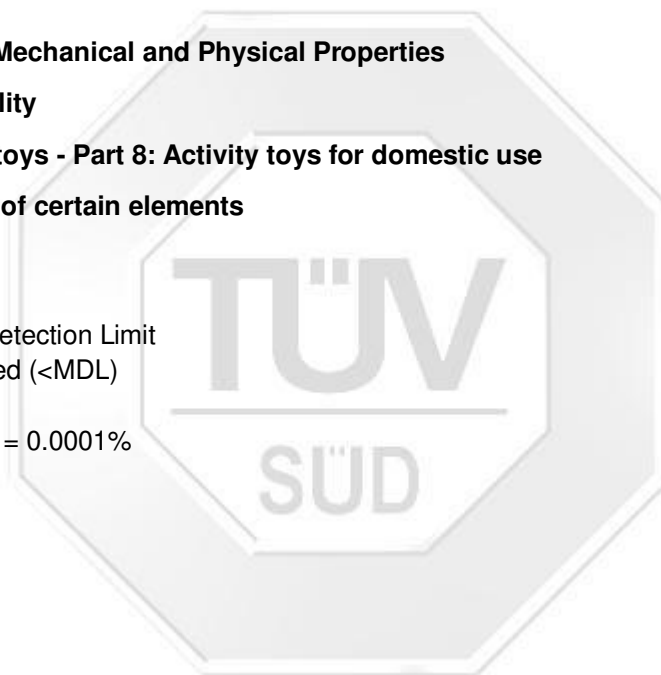 Mechanical and Physical Properties
lity
toys - Part 8: Activity toys for domestic use
of certain elements
etection Limit
ed (<MDL)
= 0.0001%
TÜV
SÜD